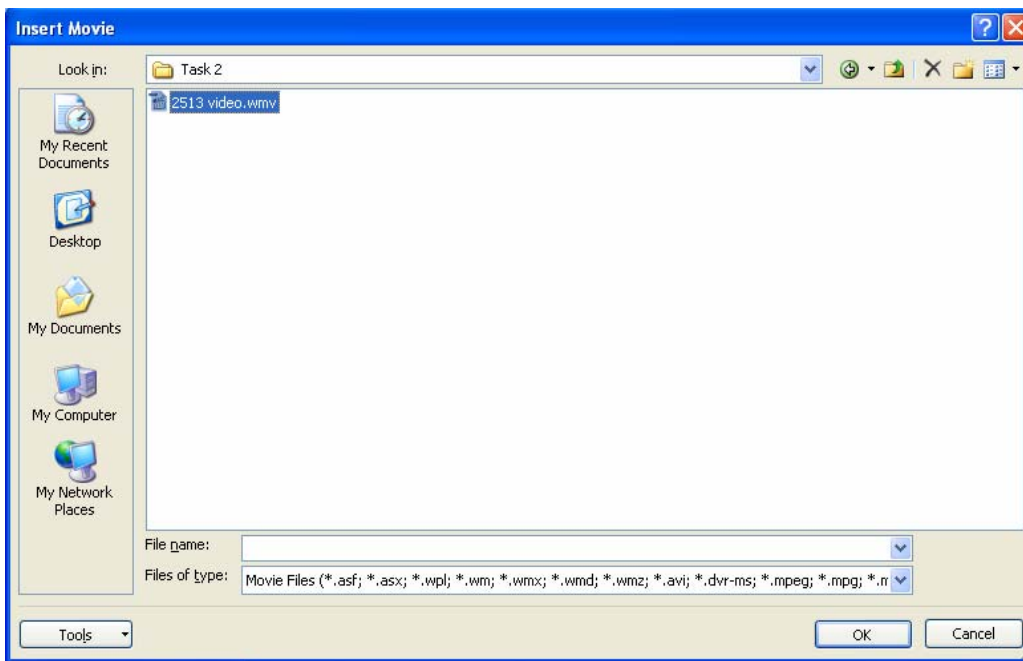 Insert Movie
Look in:
Task 2
2513 video.wmv
My Recent
Documents
Desktop
My Documents
My Computer
My Network
Places
File name:
Files of type:
Movie Files (*.asf; *.asx; *.wpl; *.wm; *.wmx; *.wmd; *.wmz; *.avi; *.dvr-ms; *.mpeg; *.mpg; *.m
Tools
OK
Cancel